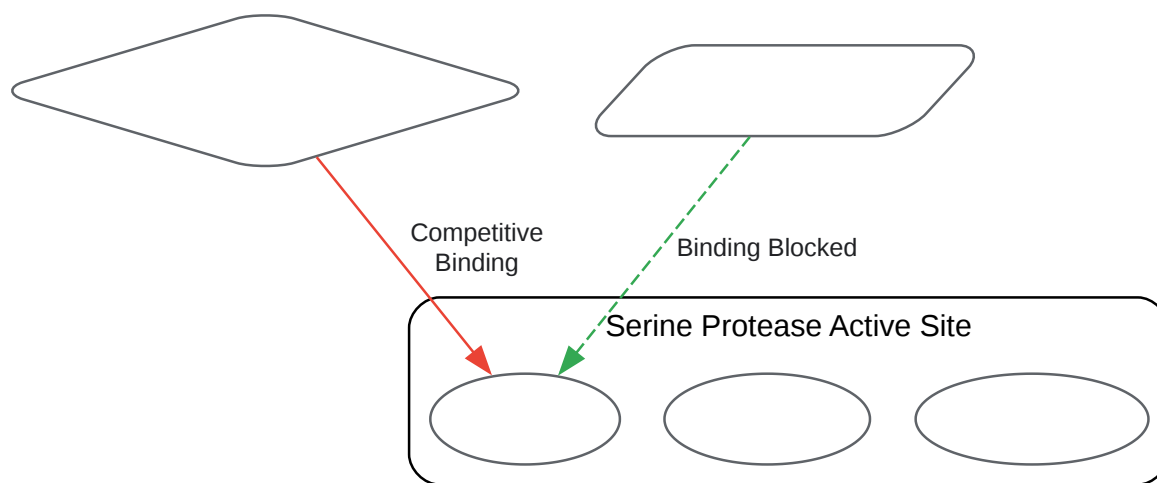 Competitive
Binding
Binding Blocked
Serine Protease Active Site